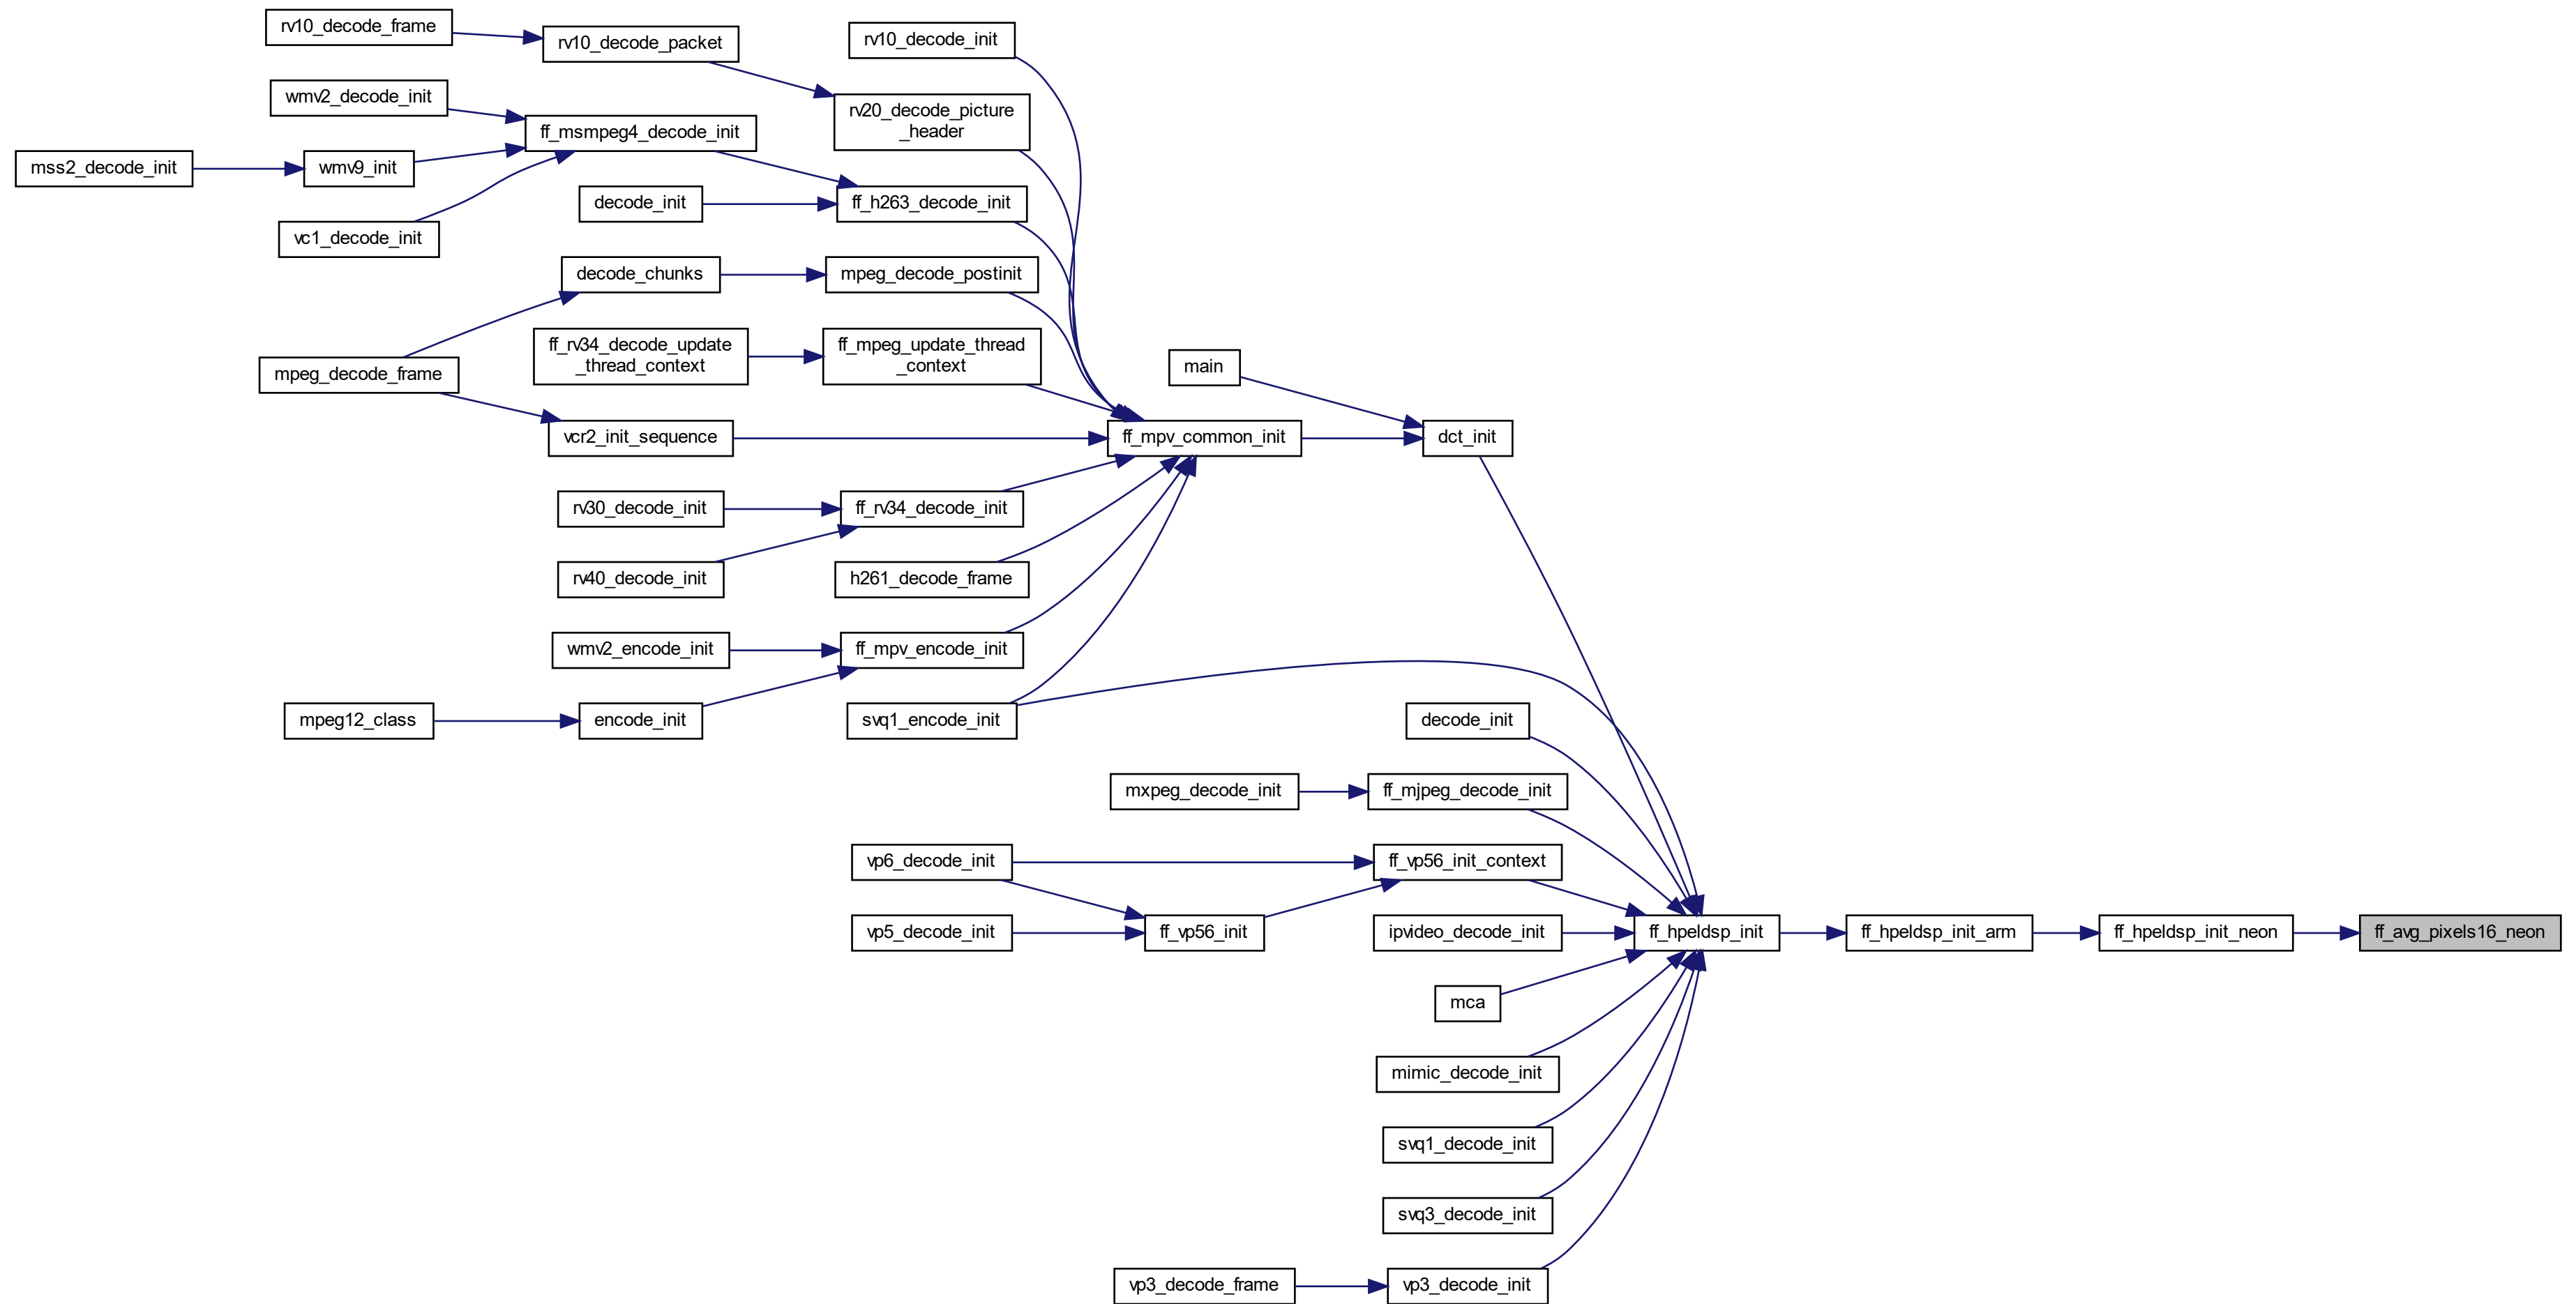 rv10_decode_frame
rv10_decode_packet
rv10_decode_init
wmv2_decode_init
rv20_decode_picture
_header
ff_msmpeg4_decode_init
mss2_decode_init
wmv9_init
decode_init
ff_h263_decode_init
vc1_decode_init
decode_chunks
mpeg_decode_postinit
ff_rv34_decode_update
_thread_context
ff_mpeg_update_thread
_context
main
mpeg_decode_frame
vcr2_init_sequence
ff_mpv_common_init
dct_init
rv30_decode_init
ff_rv34_decode_init
rv40_decode_init
h261_decode_frame
wmv2_encode_init
ff_mpv_encode_init
mpeg12_class
encode_init
svq1_encode_init
decode_init
mxpeg_decode_init
ff_mjpeg_decode_init
vp6_decode_init
ff_vp56_init_context
vp5_decode_init
ff_vp56_init
ipvideo_decode_init
ff_hpeldsp_init
ff_hpeldsp_init_arm
ff_hpeldsp_init_neon
ff_avg_pixels16_neon
mca
mimic_decode_init
svq1_decode_init
svq3_decode_init
vp3_decode_frame
vp3_decode_init